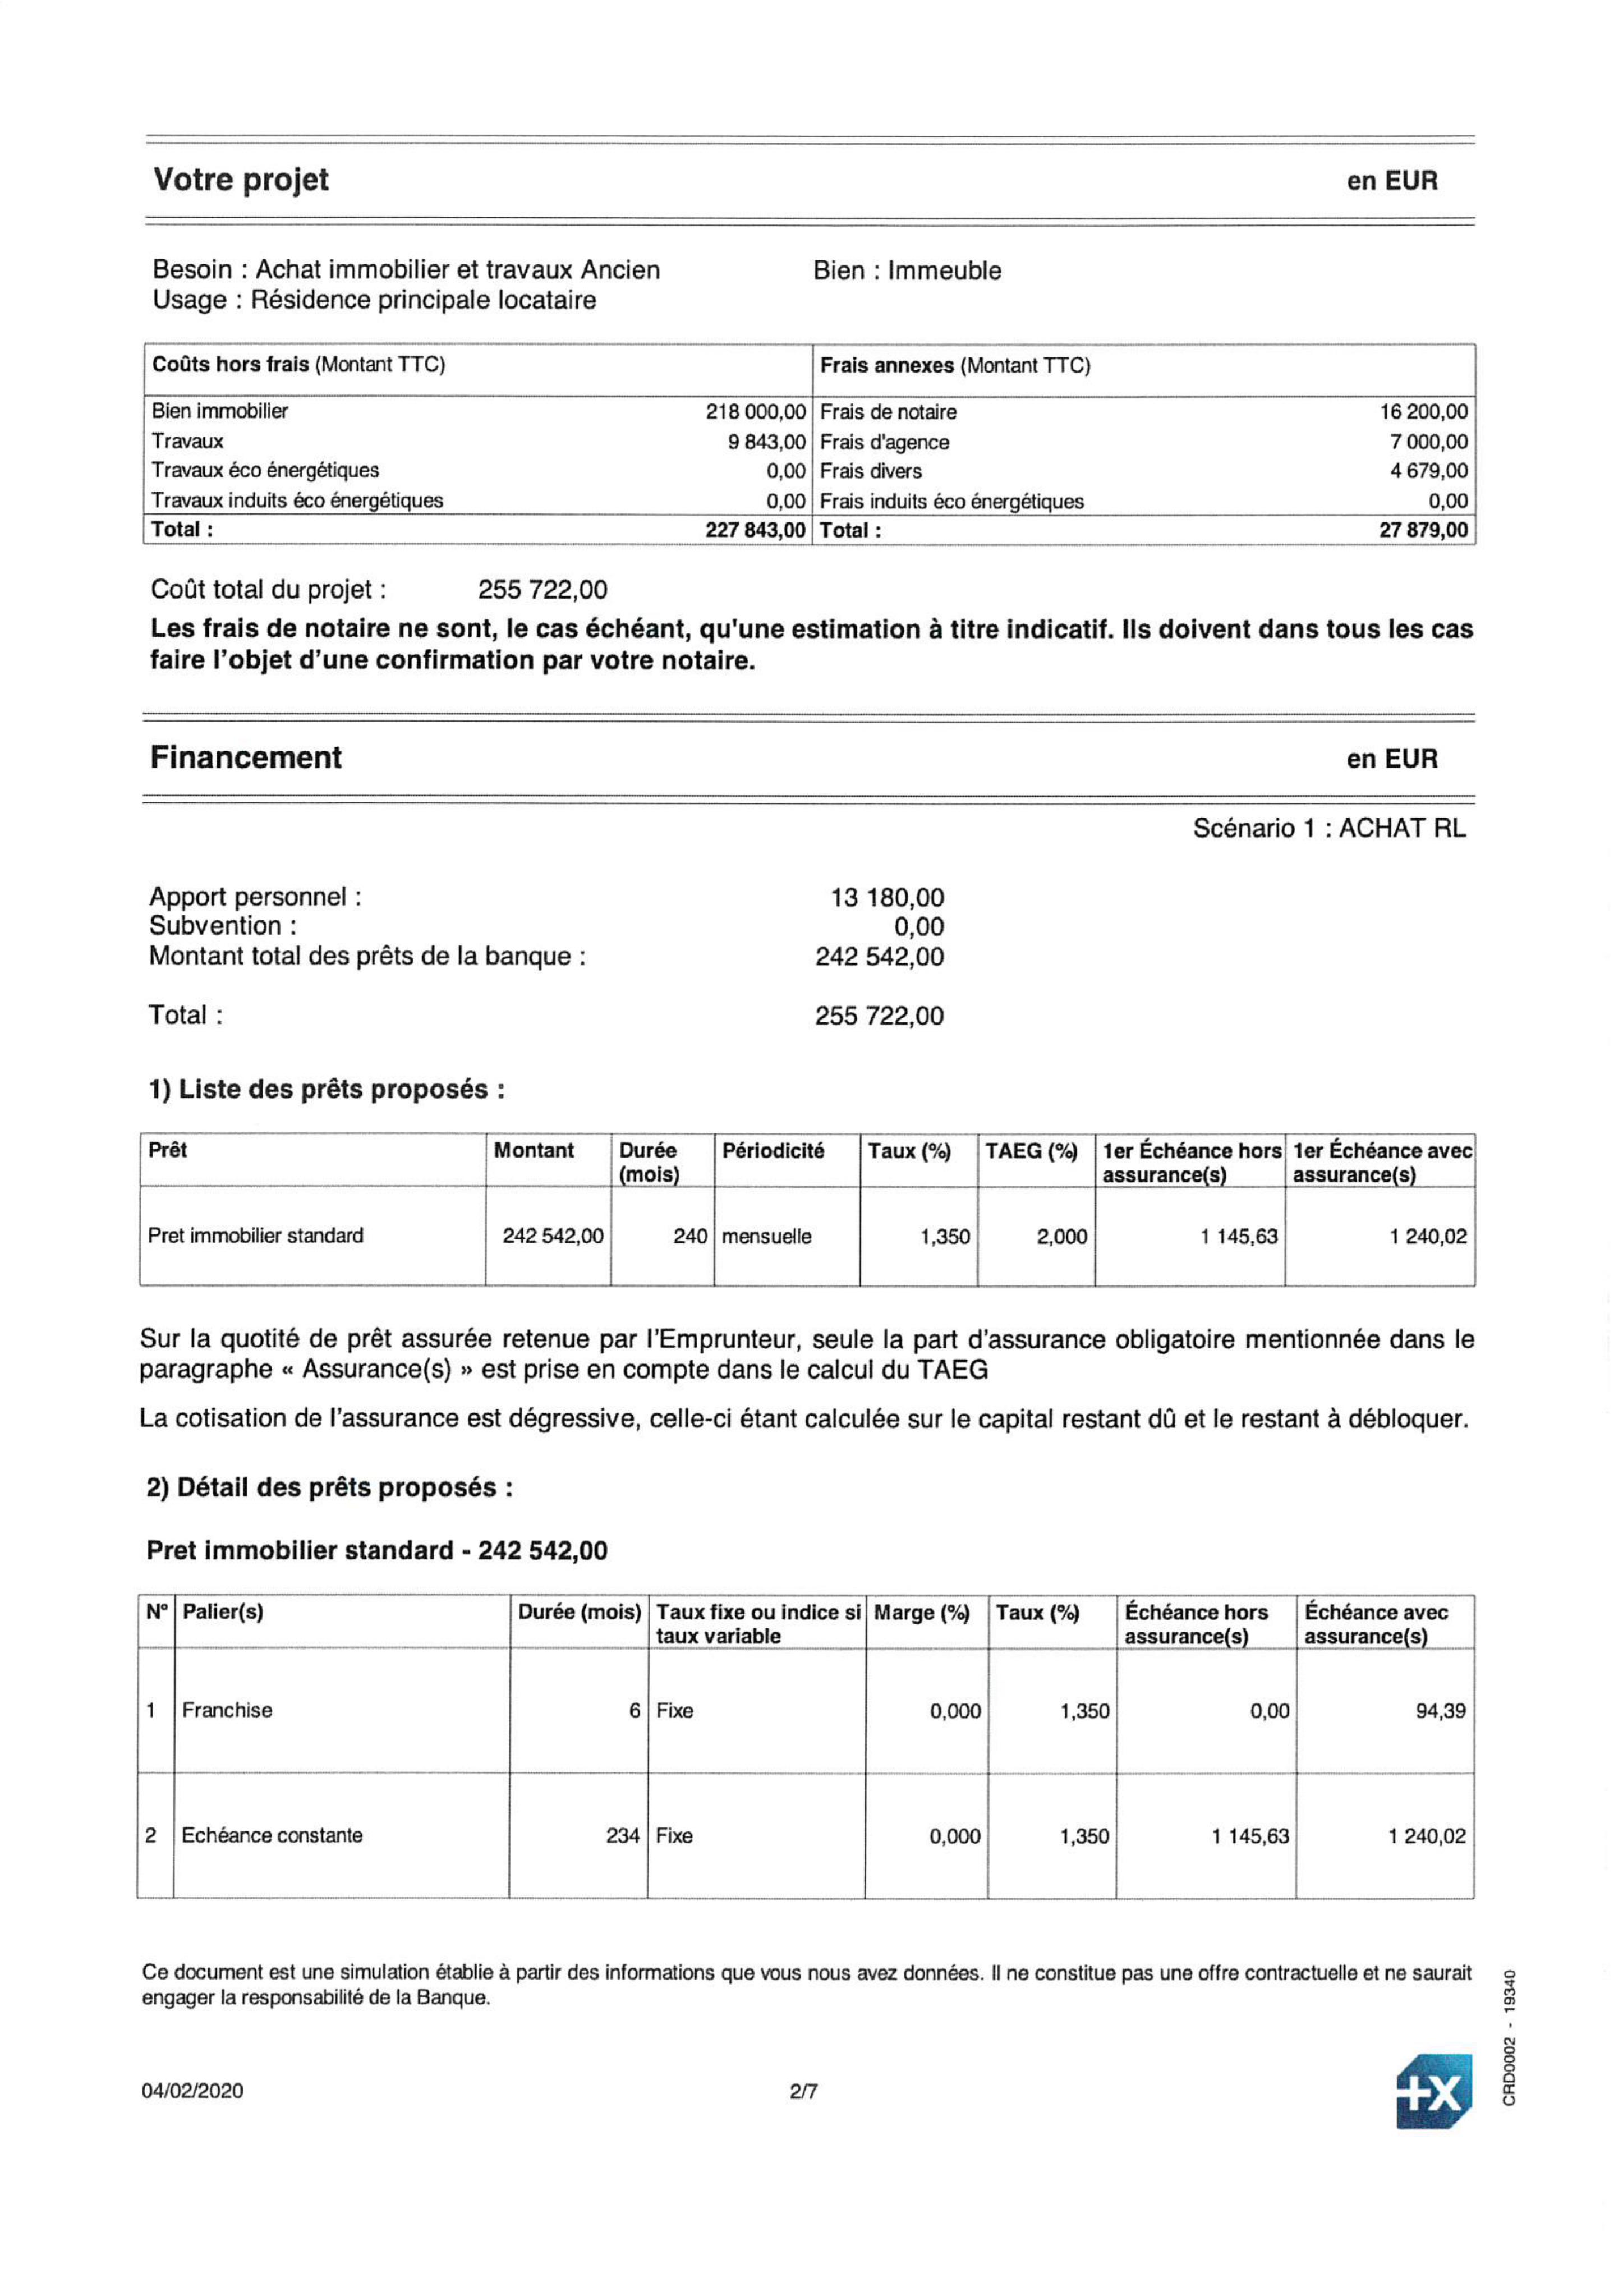 Votre projet en EUR
Besoin : Achat immobilier et travaux Ancien Bien : Immeuble
Usage : Résidence principale locataire
Coûts hors frais (Montant TTC) Frais annexes (Montant TTC)
Bien immobilier 218 000,00 Frais de notaire 16 200,00
Travaux 9 843,00 Frais d'agence 7 000,00
Travaux éco énergétiques 0,00 Frais divers 4 679,00
Travaux induits éco énergétiques 0,00 Frais induits éco énergétiques 0,00
Total : 227 843,00 Total : 27 879,00
Coût total du projet : 255 722,00
Les frais de notaire ne sont, le cas échéant, qu'une estimation à titre indicatif. Ils doivent dans tous les cas
faire l'objet d'une confirmation par votre notaire.
Financement en EUR
Scénario 1 : ACHAT RL
Apport personnel : 13 180,00
Subvention : 0,00
Montant total des prêts de la banque : 242 542,00
Total : 255 722,00
1) Liste des prêts proposés :
Prêt Montant Durée Périodicité Taux (%) TAEG (%) 1er Échéance hors 1er Échéance avec
(mois) assurance(s) assurance(s)
Pret immobilier standard 242 542,00 240 mensuelle 1,350 2,000 1 145,63 1 240,02
Sur la quotité de prêt assurée retenue par l'Emprunteur, seule la part d'assurance obligatoire mentionnée dans le
paragraphe « Assurance(s) » est prise en compte dans le calcul du TAEG
La cotisation de l'assurance est dégressive, celle-ci étant calculée sur le capital restant dû et le restant à débloquer.
2) Détail des prêts proposés :
Pret immobilier standard - 242 542,00
N° Palier(s) Durée (mois) Taux fixe ou indice si Marge (%) Taux (%) Échéance hors Échéance avec
taux variable assurance(s) assurance(s)
1 Franchise 6 Fixe 0,000 1,350 0,00 94,39
2 Echéance constante 234 Fixe 0,000 1,350 1 145,63 1 240,02
Ce document est une simulation établie à partir des informations que vous nous avez données. Il ne constitue pas une offre contractuelle et ne saurait
engager la responsabilité de la Banque.
04/02/2020 2/7
+X
CRD0002 - 19340